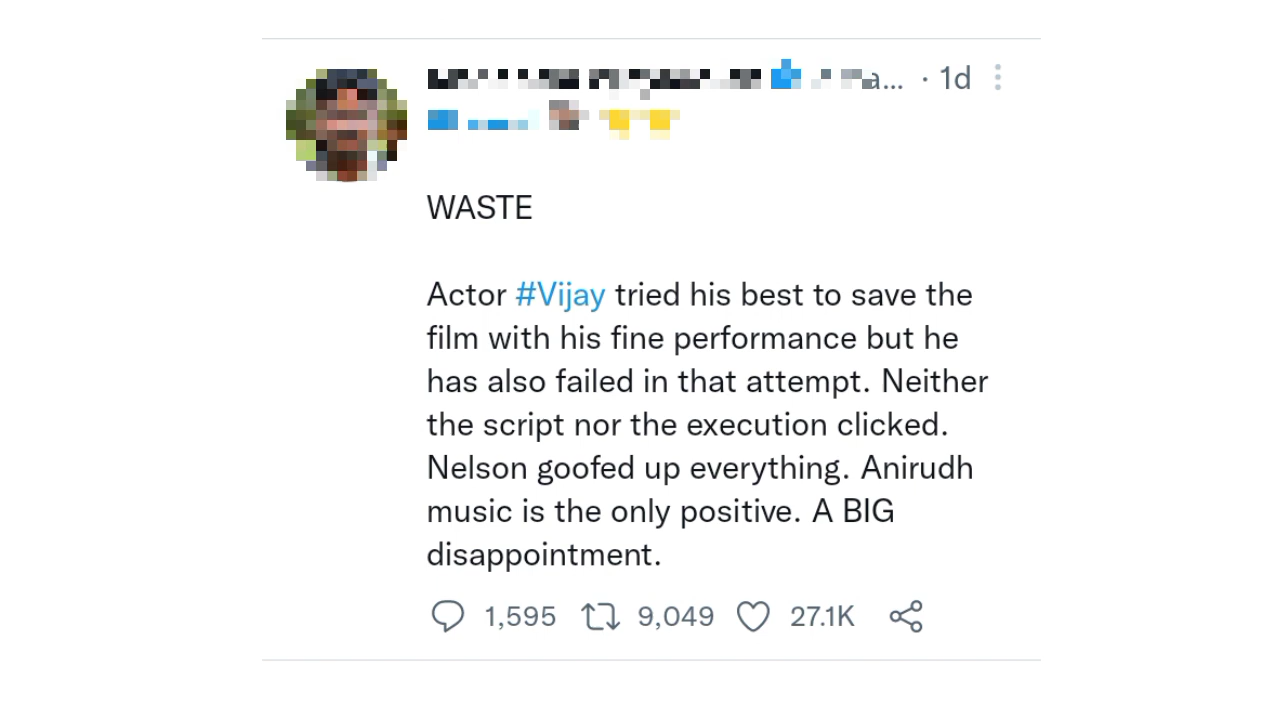 a... · 1d
WASTE
Actor #Vijay tried his best to save the
film with his fine performance but he
has also failed in that attempt. Neither
the script nor the execution clicked.
Nelson goofed up everything. Anirudh
music is the only positive. A BIG
disappointment.
1,595 9,049 27.1K